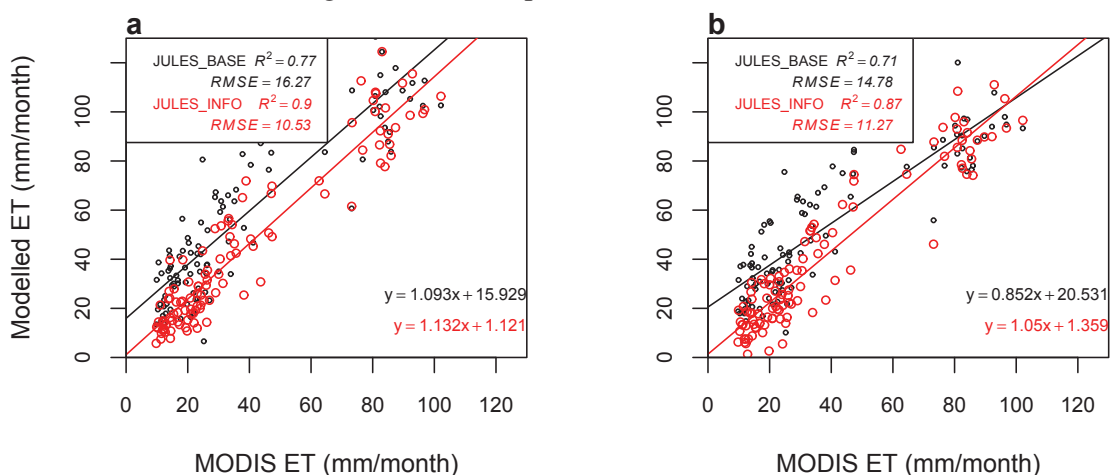 a
JULES_BASE R² = 0.77
RMSE = 16.27
JULES_INFO R² = 0.9
RMSE = 10.53
y = 1.093x + 15.929
y = 1.132x + 1.121
0 20 40 60 80 100 120
0 20 40 60 80 100 120
Modelled ET (mm/month)
MODIS ET (mm/month)
b
JULES_BASE R² = 0.71
RMSE = 14.78
JULES_INFO R² = 0.87
RMSE = 11.27
y = 0.852x + 20.531
y = 1.05x + 1.359
0 20 40 60 80 100
0 20 40 60 80 100 120
MODIS ET (mm/month)